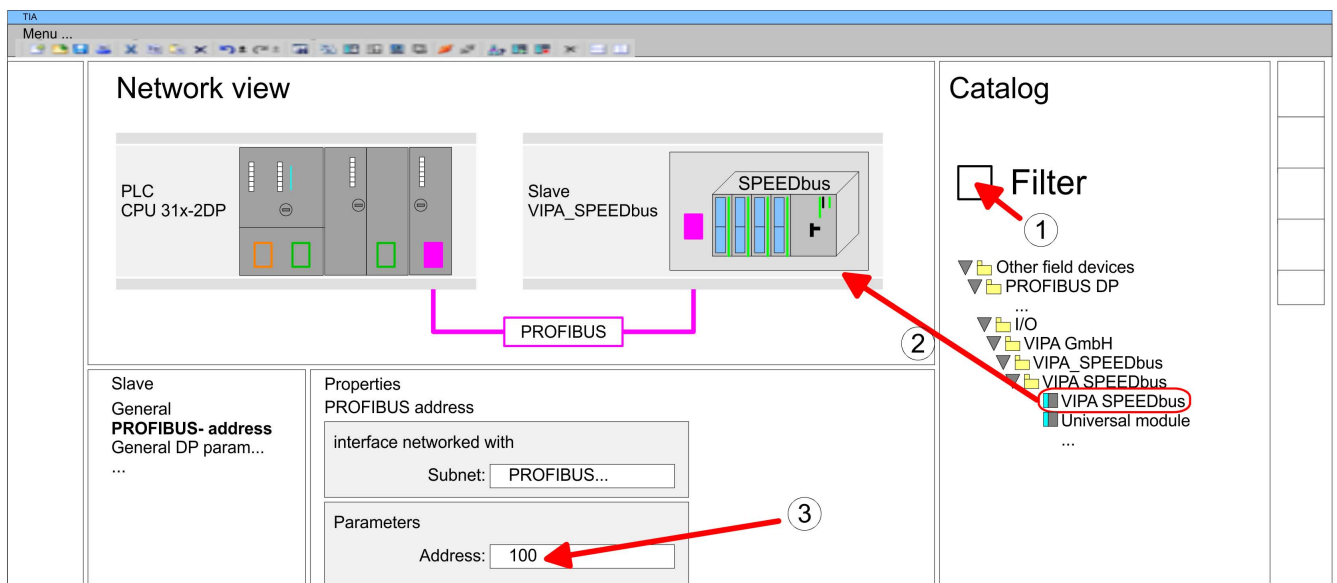 TIA
Menu ...
Network view
PLC
CPU 31x-2DP
Slave
VIPA_SPEEDbus
SPEEDbus
PROFIBUS
2
Catalog
Filter
1
Other field devices
PROFIBUS DP
...
I/O
VIPA GmbH
VIPA_SPEEDbus
VIPA SPEEDbus
VIPA SPEEDbus
Universal module
...
Slave
General
PROFIBUS- address
General DP param...
...
Properties
PROFIBUS address
interface networked with
Subnet: PROFIBUS...
Parameters
Address: 100
3